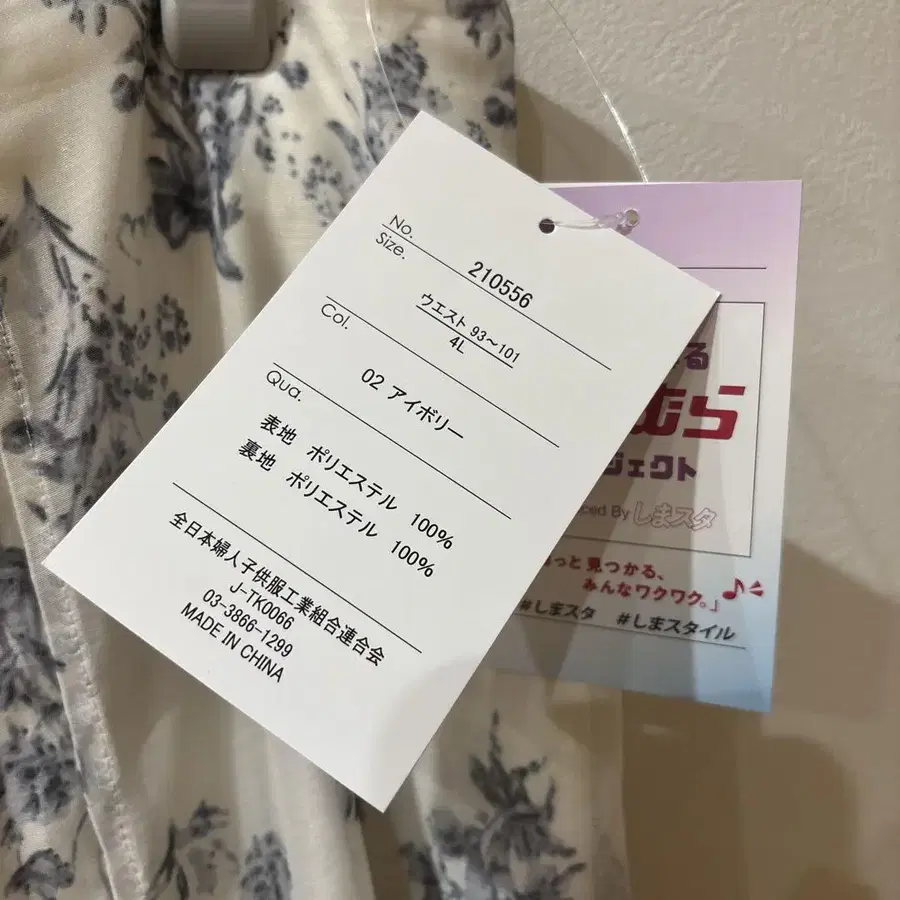 No.
210556
Size.
ウエスト 93～101
4L
Col.
02 アイボリー
Qua.
表地 ポリエステル 100%
裏地 ポリエステル 100%
全日本婦人子供服工業組合連合会
J-TK0066
03-3866-1299
MADE IN CHINA
る
むら
ジェクト
ced By しまスタ
っと見つかる、
みんなワクワク。」
#しまスタ #しまスタイル